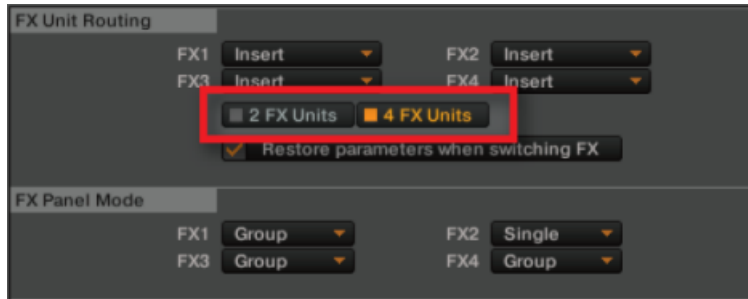 FX Unit Routing
FX1 Insert FX2 Insert
FX3 Insert FX4 Insert
2 FX Units 4 FX Units
Restore parameters when switching FX
FX Panel Mode
FX1 Group FX2 Single
FX3 Group FX4 Group